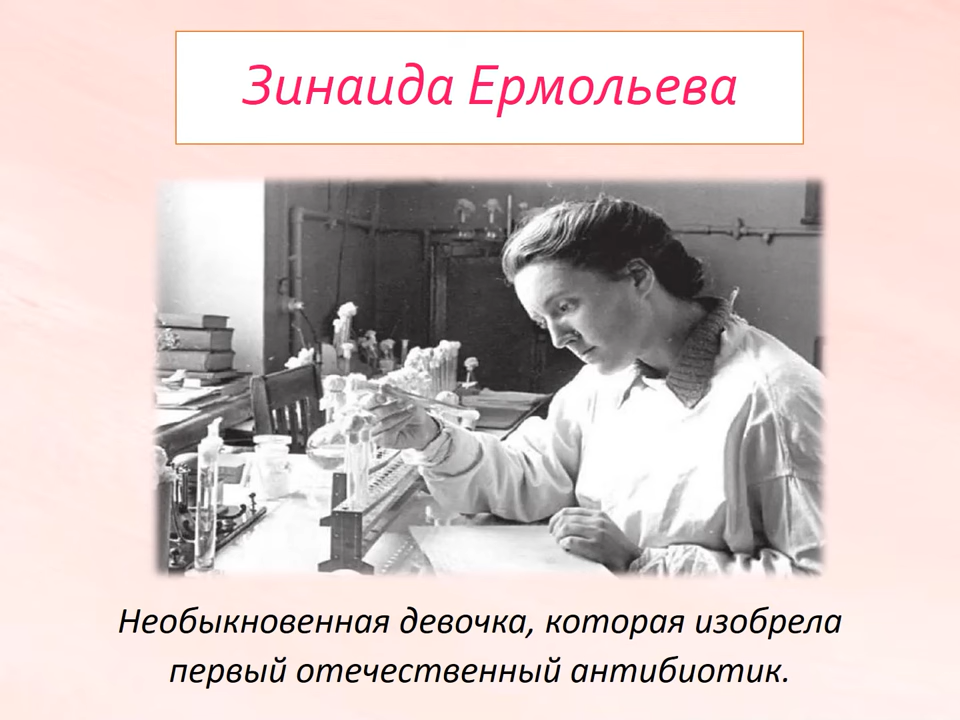 Зинаида Ермольева
Необыкновенная девочка, которая изобрела
первый отечественный антибиотик.